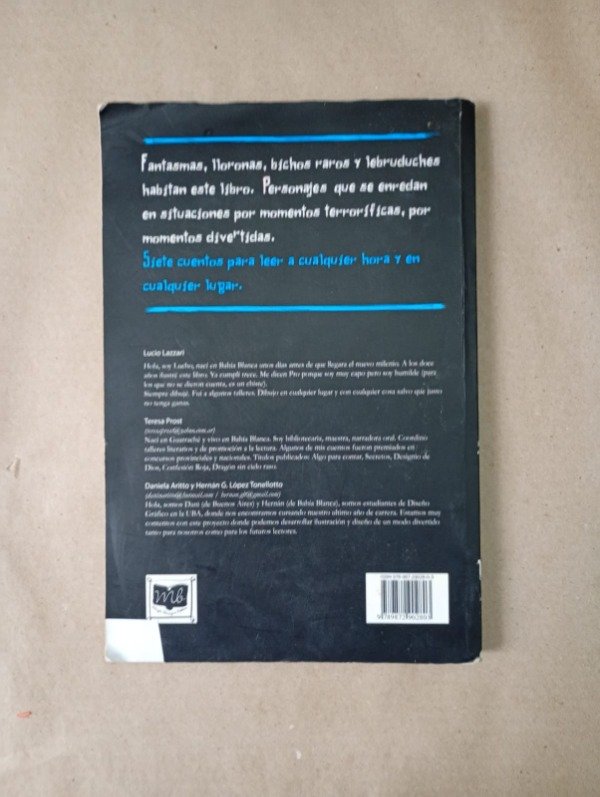 Fantasmas, lloronas, bichos raros y lebruduches
habitan este libro. Personajes que se enredan
en situaciones por momentos terroríficas, por
momentos divertidas.
Siete cuentos para leer a cualquier hora y en
cualquier lugar.
Lucio Lazzari
Hola, soy Lucho, nací en Bahía Blanca unos días antes de que llegara el nuevo milenio. A los doce
años ilustré este libro. Ya cumplí trece. Me dicen Pro porque soy muy capo pero soy humilde (para
los que no se dieron cuenta, es un chiste).
Siempre dibujé. Fui a algunos talleres. Dibujo en cualquier lugar y con cualquier cosa salvo que justo
no tenga ganas.
Teresa Prost
Nací en Guatraché y vivo en Bahía Blanca. Soy bibliotecaria, maestra, narradora oral. Coordino
talleres literarios y de promoción a la lectura. Algunos de mis cuentos fueron premiados en
concursos provinciales y nacionales. Títulos publicados: Algo para contar, Secretos, Designio de
Dios, Confesión Roja, Dragón sin cielo raso.
Daniela Aritto y Hernán G. López Tonellotto
Hola, somos Dani (de Buenos Aires) y Hernán (de Bahía Blanca), somos estudiantes de Diseño
Gráfico en la UBA, donde nos encontramos cursando nuestro último año de carrera. Estamos muy
contentos con este proyecto donde podemos desarrollar ilustración y diseño de un modo divertido
tanto para nosotros como para los futuros lectores.
mb
9 789872 962893